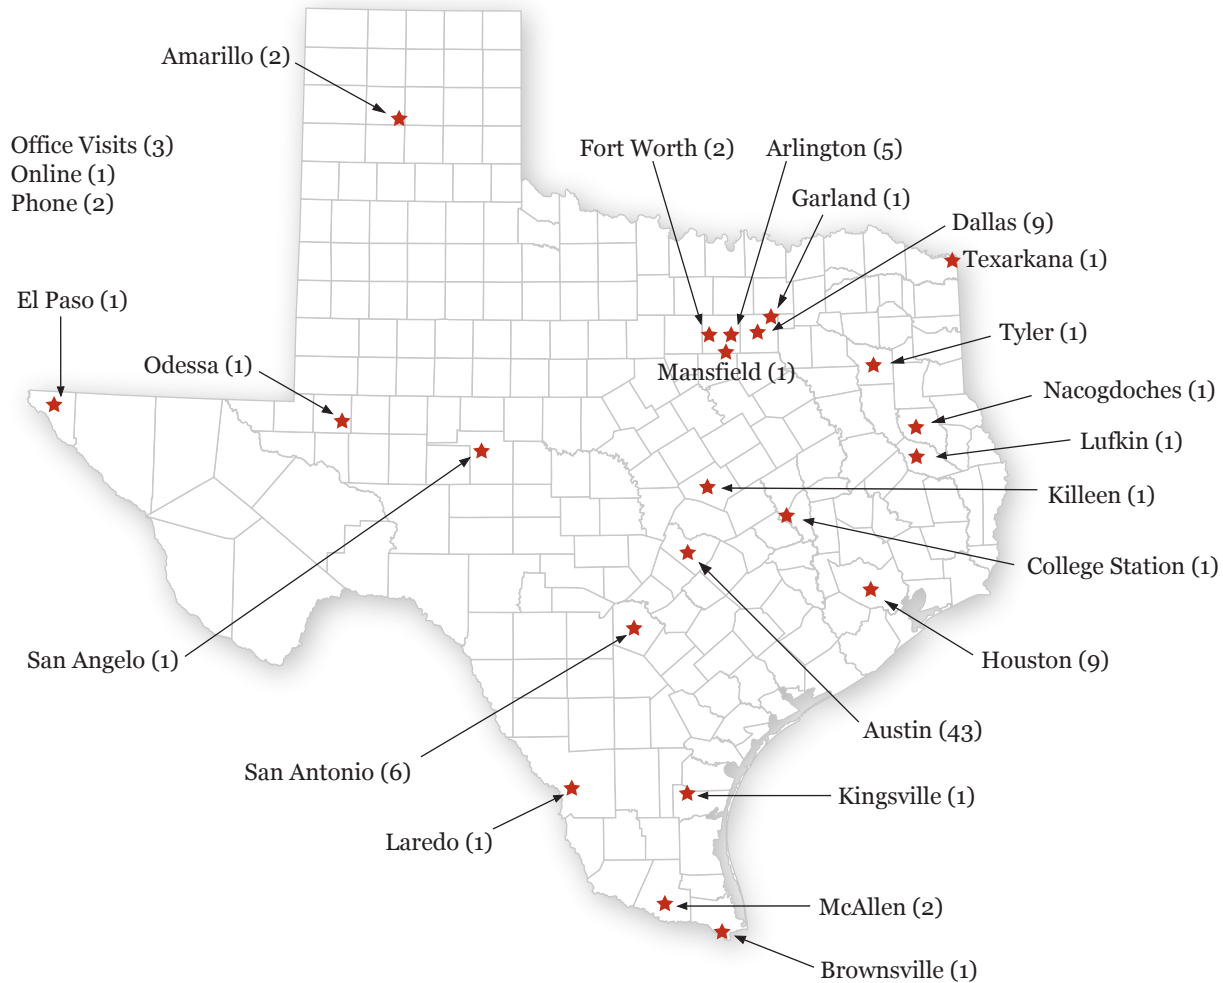 Amarillo (2)
Office Visits (3)
Online (1)
Phone (2)
Fort Worth (2)
Arlington (5)
Garland (1)
Dallas (9)
Texarkana (1)
El Paso (1)
Odessa (1)
Tyler (1)
Mansfield (1)
Nacogdoches (1)
Lufkin (1)
Killeen (1)
College Station (1)
San Angelo (1)
Houston (9)
Austin (43)
San Antonio (6)
Kingsville (1)
Laredo (1)
McAllen (2)
Brownsville (1)